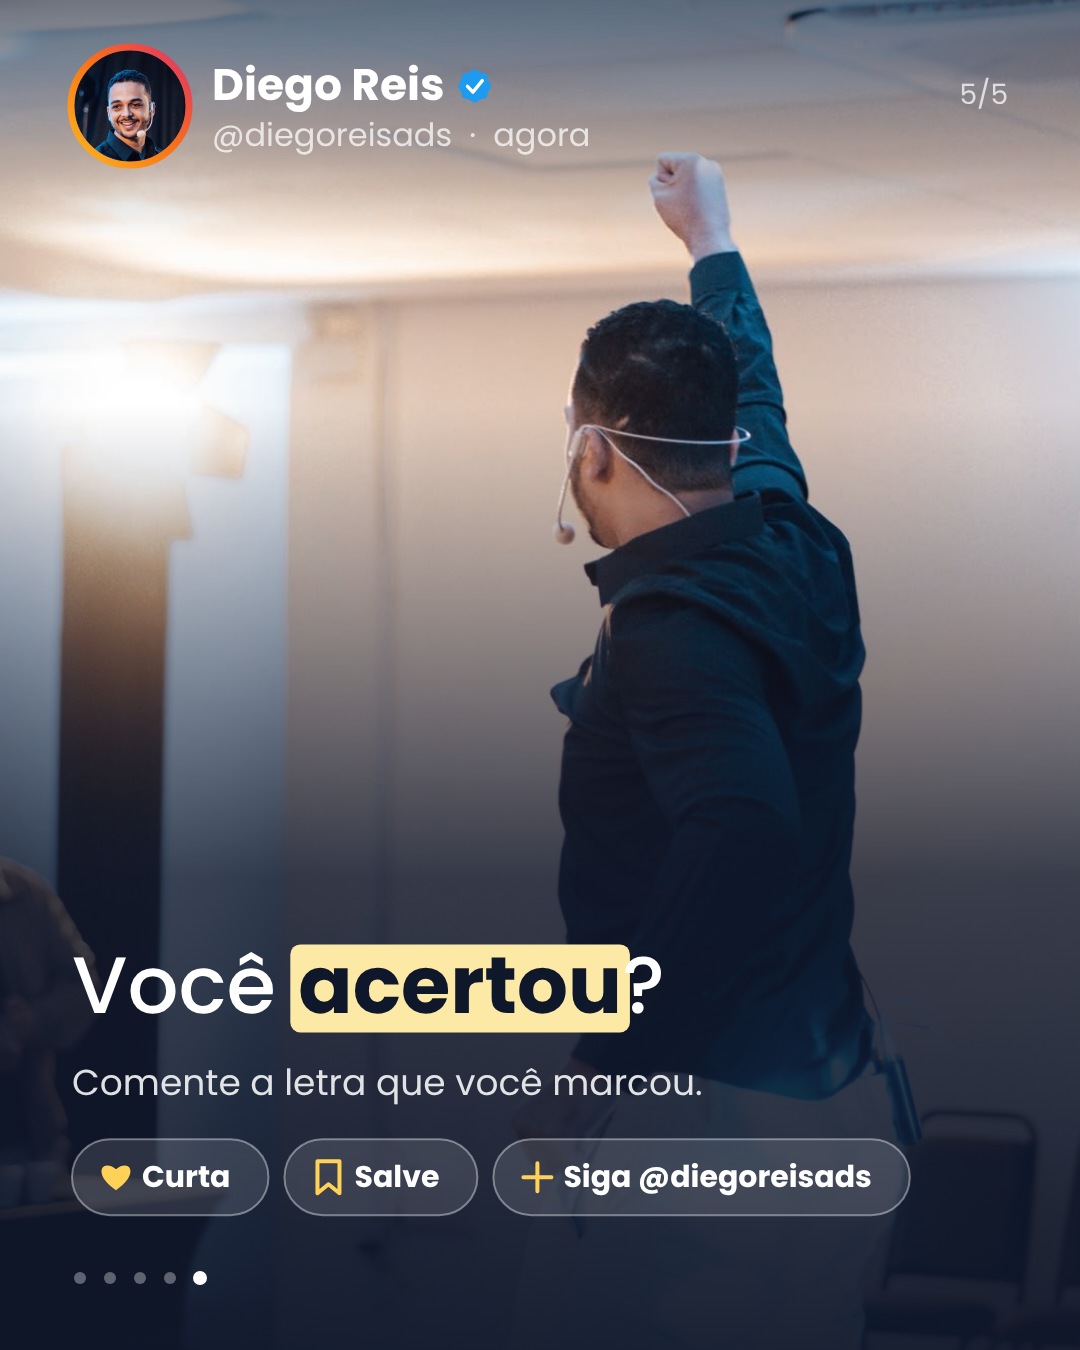 Diego Reis
@diegoreisads · agora
5/5
Você acertou?
Comente a letra que você marcou.
Curta
Salve
Siga @diegoreisads